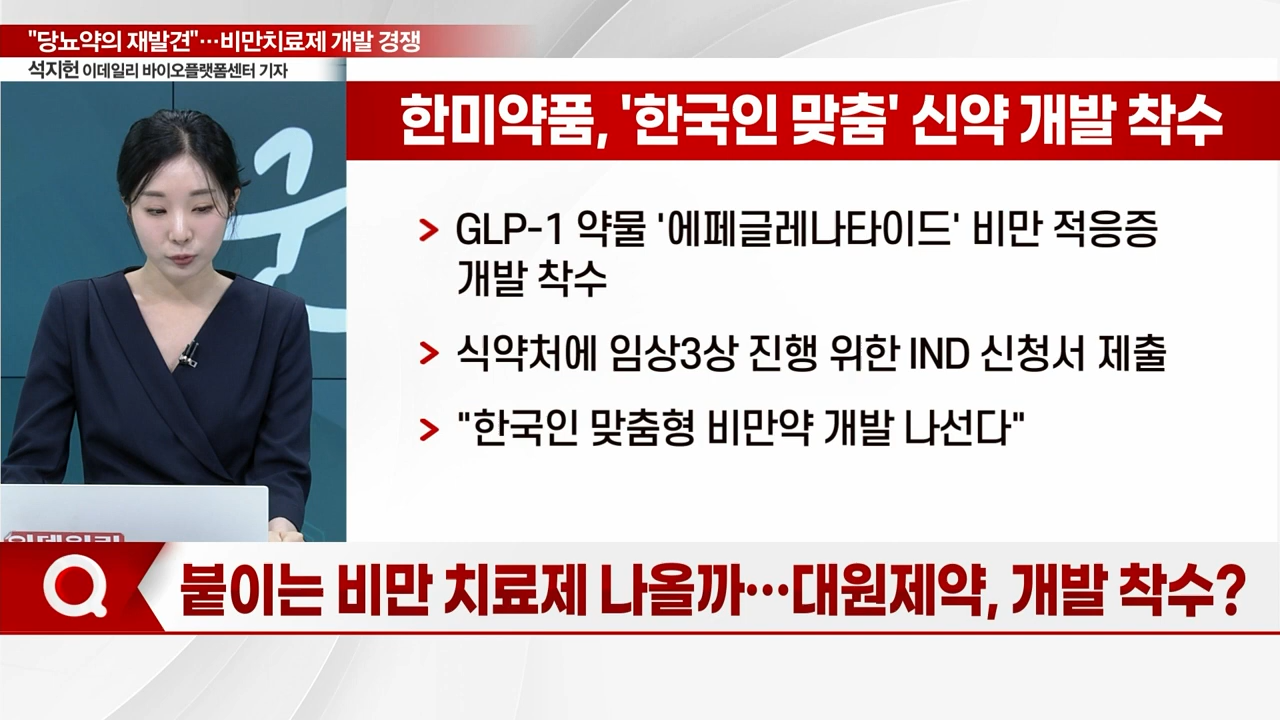 "당뇨약의 재발견"…비만치료제 개발 경쟁
석지헌 이데일리 바이오플랫폼센터 기자
한미약품, '한국인 맞춤' 신약 개발 착수
> GLP-1 약물 '에페글레나타이드' 비만 적응증
개발 착수
> 식약처에 임상3상 진행 위한 IND 신청서 제출
> "한국인 맞춤형 비만약 개발 나선다"
이데일리
Q 붙이는 비만 치료제 나올까…대원제약, 개발 착수?